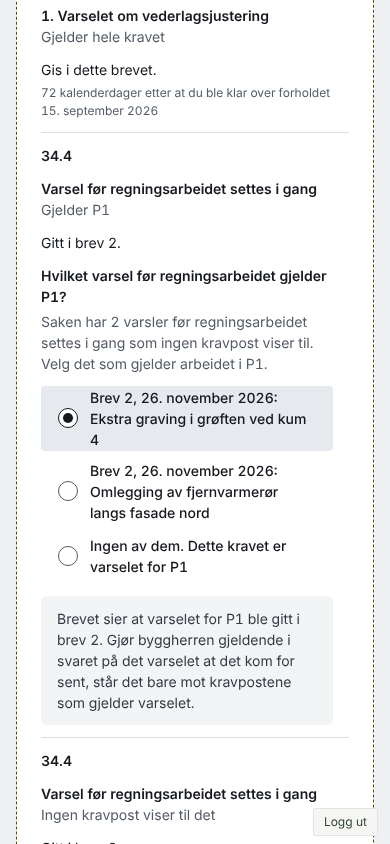 1. Varselet om vederlagsjustering
Gjelder hele kravet
Gis i dette brevet.
72 kalenderdager etter at du ble klar over forholdet
15. september 2026
34.4
Varsel før regningsarbeidet settes i gang
Gjelder P1
Gitt i brev 2.
Hvilket varsel før regningsarbeidet gjelder
P1?
Saken har 2 varsler før regningsarbeidet
settes i gang som ingen kravpost viser til.
Velg det som gjelder arbeidet i P1.
Brev 2, 26. november 2026:
Ekstra graving i grøften ved kum
4
Brev 2, 26. november 2026:
Omlegging av fjernvarmerør
langs fasade nord
Ingen av dem. Dette kravet er
varselet for P1
Brevet sier at varselet for P1 ble gitt i
brev 2. Gjør byggherren gjeldende i
svaret på det varselet at det kom for
sent, står det bare mot kravpostene
som gjelder varselet.
34.4
Varsel før regningsarbeidet settes i gang
Ingen kravpost viser til det
Logg ut